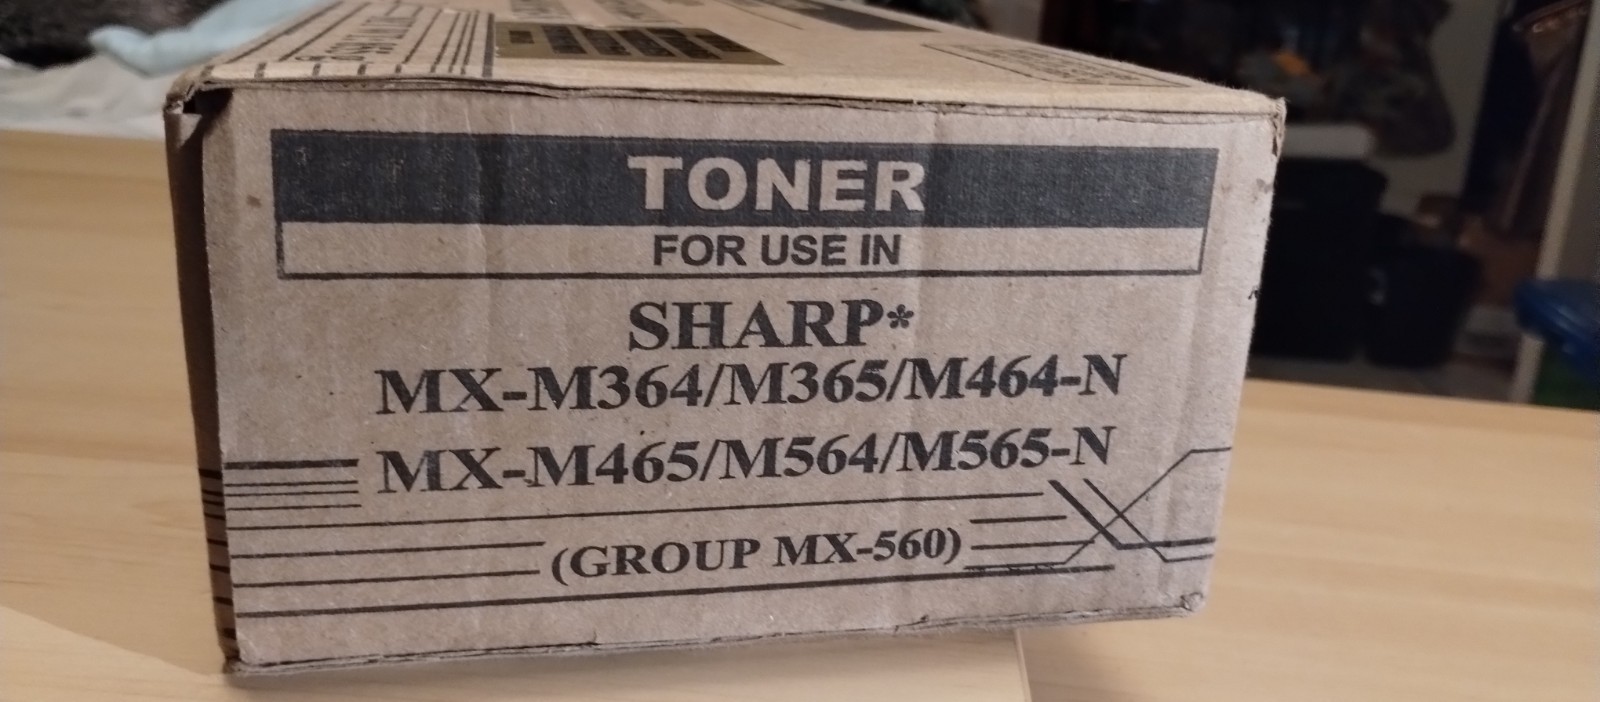 TONER
FOR USE IN
SHARP*
MX-M364/M365/M464-N
MX-M465/M564/M565-N
(GROUP MX-560)